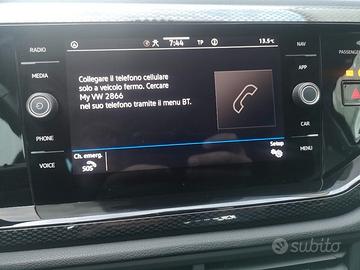 RADIO
MEDIA
PHONE
VOICE
7:44
TP
13.5°C
Collegare il telefono cellulare
solo a veicolo fermo. Cercare
My VW 2866
nel suo telefono tramite il menu BT.
Ch. emerg.
SOS
Setup
NAV
APP
CAR
MENU
PASSENGER
subito